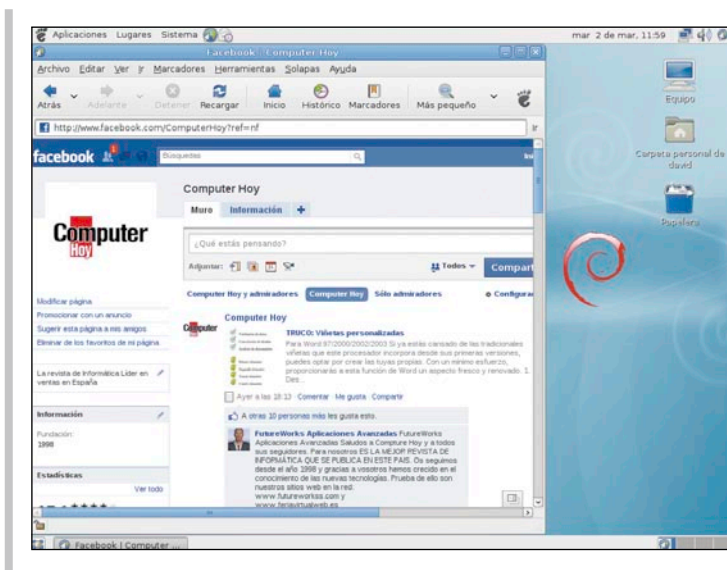 Aplicaciones Lugares Sistema
mar 2 de mar, 11:59
Facebook | Computer Hoy
Archivo Editar Ver Ir Marcadores Herramientas Solapas Ayuda
Atrás Adelante Detener Recargar Inicio Histórico Marcadores Más pequeño
http://www.facebook.com/ComputerHoy?ref=nf
Ir
facebook
1
Búsquedas
Computer Hoy
Muro Información +
¿Qué estás pensando?
Adjuntar:
31
Todos
Compart
Computer Hoy y admiradores Computer Hoy Sólo admiradores
Configurar
Computer
Hoy
Modificar página
Promocionar con un anuncio
Sugerir esta página a mis amigos
Eliminar de los favoritos de mi página
La revista de Informática Líder en
ventas en España
Información
Fundación:
1998
Estadísticas
Ver todo
Computer Hoy
Computer
TRUCO: Viñetas personalizadas
Para Word 97/2000/2002/2003 Si ya estás cansado de las tradicionales
viñetas que este procesador incorpora desde sus primeras versiones,
puedes optar por crear las tuyas propias. Con un mínimo esfuerzo,
proporcionarás a esta función de Word un aspecto fresco y renovado. 1.
Des...
Ayer a las 18:13 · Comentar · Me gusta · Compartir
A otras 10 personas más les gusta esto.
FutureWorks Aplicaciones Avanzadas FutureWorks
Aplicaciones Avanzadas Saludos a Compture Hoy y a todos
sus seguidores. Para nosotros ES LA MEJOR REVISTA DE
INFORMÁTICA QUE SE PUBLICA EN ESTE PAIS. Os seguimos
desde el año 1998 y gracias a vosotros hemos crecido en el
conocimiento de las nuevas tecnologías. Prueba de ello son
nuestros sitios web en la red.
www.futureworkss.com y
www.feriavirtualweb.es
Equipo
Carpeta personal de
david
Papelera
Facebook | Computer ...